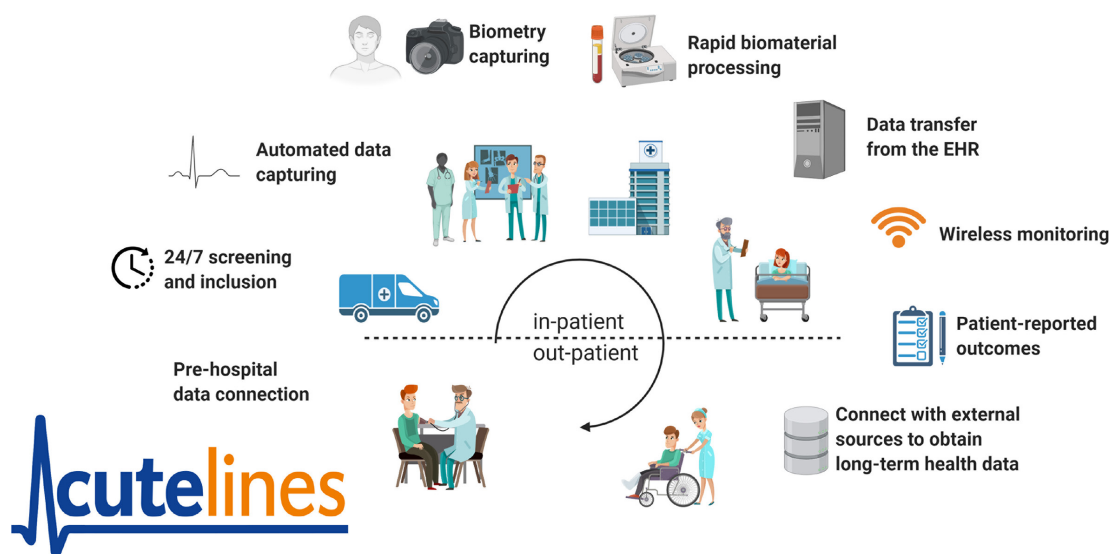 Biometry
capturing
Rapid biomaterial
processing
Data transfer
from the EHR
Automated data
capturing
Wireless monitoring
24/7 screening
and inclusion
in-patient
out-patient
Patient-reported
outcomes
Pre-hospital
data connection
Connect with external
sources to obtain
long-term health data
Acutelines